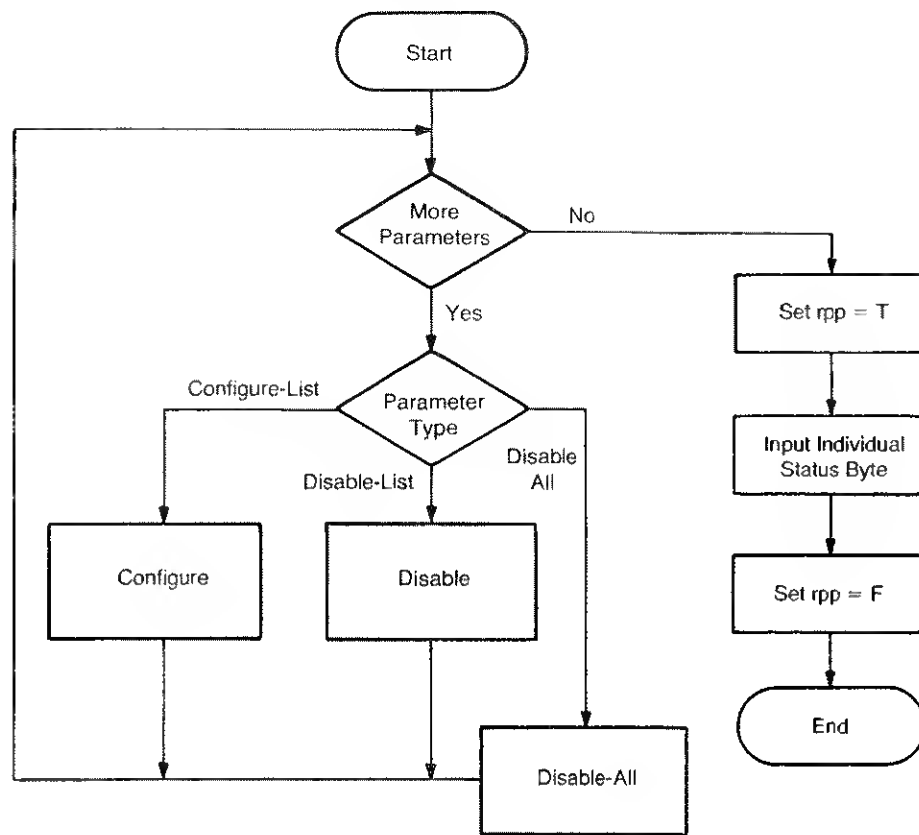 Start
More
Parameters
No
Yes
Set rpp = T
Configure-List
Parameter
Type
Disable-List
Disable
All
Input Individual
Status Byte
Configure
Disable
Set rpp = F
End
Disable-All